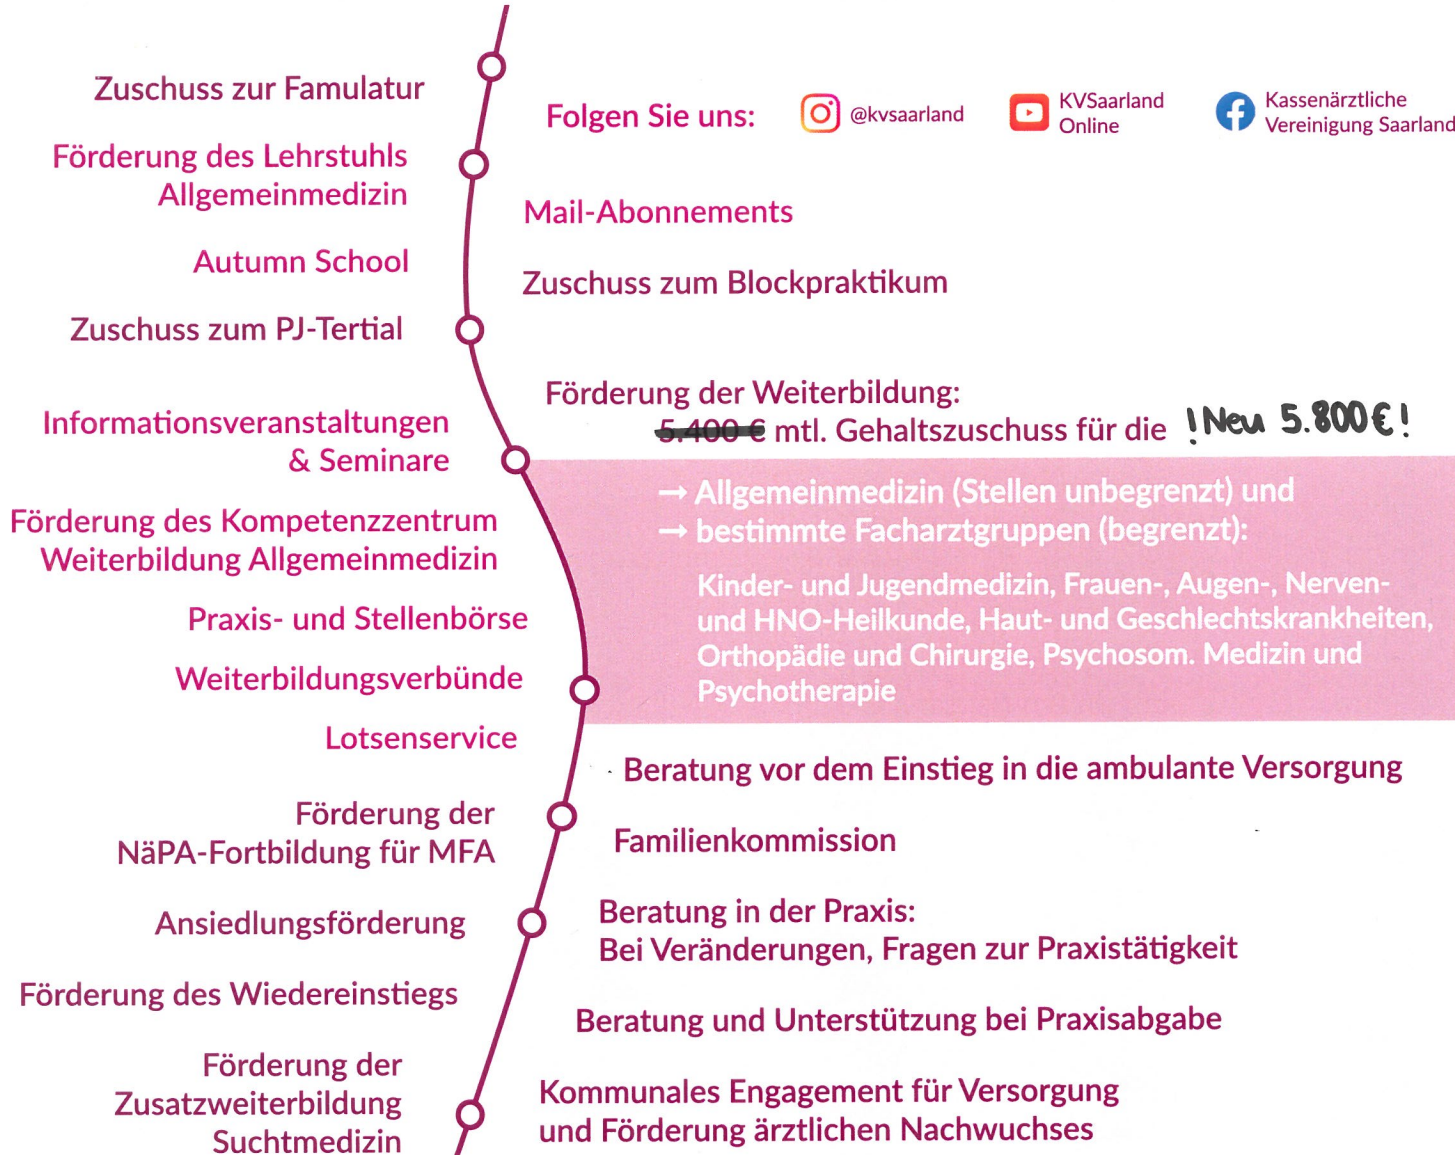 Zuschuss zur Famulatur
Folgen Sie uns:
@kvsaarland
KVSaarland
Online
Kassenärztliche
Vereinigung Saarland
Förderung des Lehrstuhls
Allgemeinmedizin
Mail-Abonnements
Autumn School
Zuschuss zum Blockpraktikum
Zuschuss zum PJ-Tertial
Förderung der Weiterbildung:
5.400 € mtl. Gehaltszuschuss für die ! Neu 5.800 € !
Informationsveranstaltungen
& Seminare
→ Allgemeinmedizin (Stellen unbegrenzt) und
→ bestimmte Facharztgruppen (begrenzt):
Kinder- und Jugendmedizin, Frauen-, Augen-, Nerven-
und HNO-Heilkunde, Haut- und Geschlechtskrankheiten,
Orthopädie und Chirurgie, Psychosom. Medizin und
Psychotherapie
Förderung des Kompetenzzentrum
Weiterbildung Allgemeinmedizin
Praxis- und Stellenbörse
Weiterbildungsverbünde
Lotsenservice
Beratung vor dem Einstieg in die ambulante Versorgung
Förderung der
NäPA-Fortbildung für MFA
Familienkommission
Ansiedlungsförderung
Beratung in der Praxis:
Bei Veränderungen, Fragen zur Praxistätigkeit
Förderung des Wiedereinstiegs
Beratung und Unterstützung bei Praxisabgabe
Förderung der
Zusatzweiterbildung
Suchtmedizin
Kommunales Engagement für Versorgung
und Förderung ärztlichen Nachwuchses